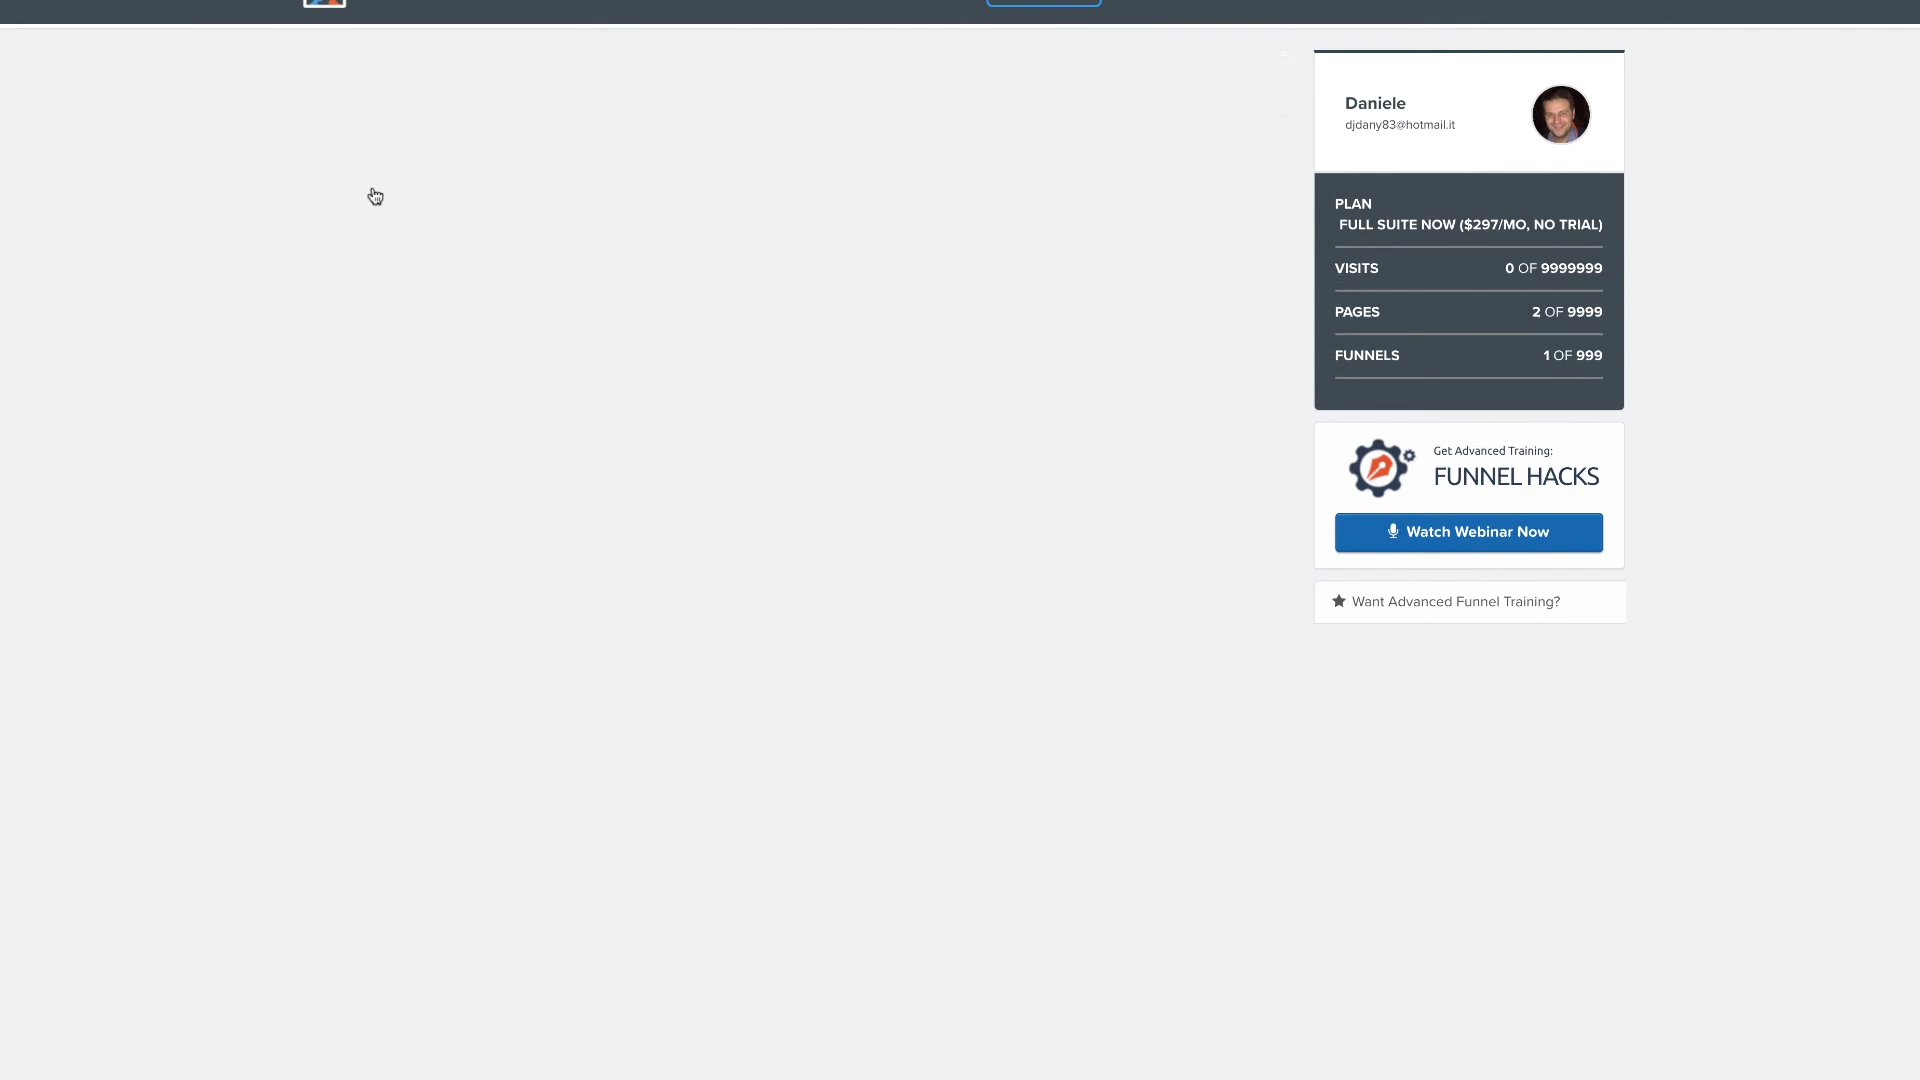 Daniele
djdany83@hotmail.it
PLAN
FULL SUITE NOW ($297/MO, NO TRIAL)
VISITS 0 OF 9999999
PAGES 2 OF 9999
FUNNELS 1 OF 999
Get Advanced Training:
FUNNEL HACKS
Watch Webinar Now
Want Advanced Funnel Training?